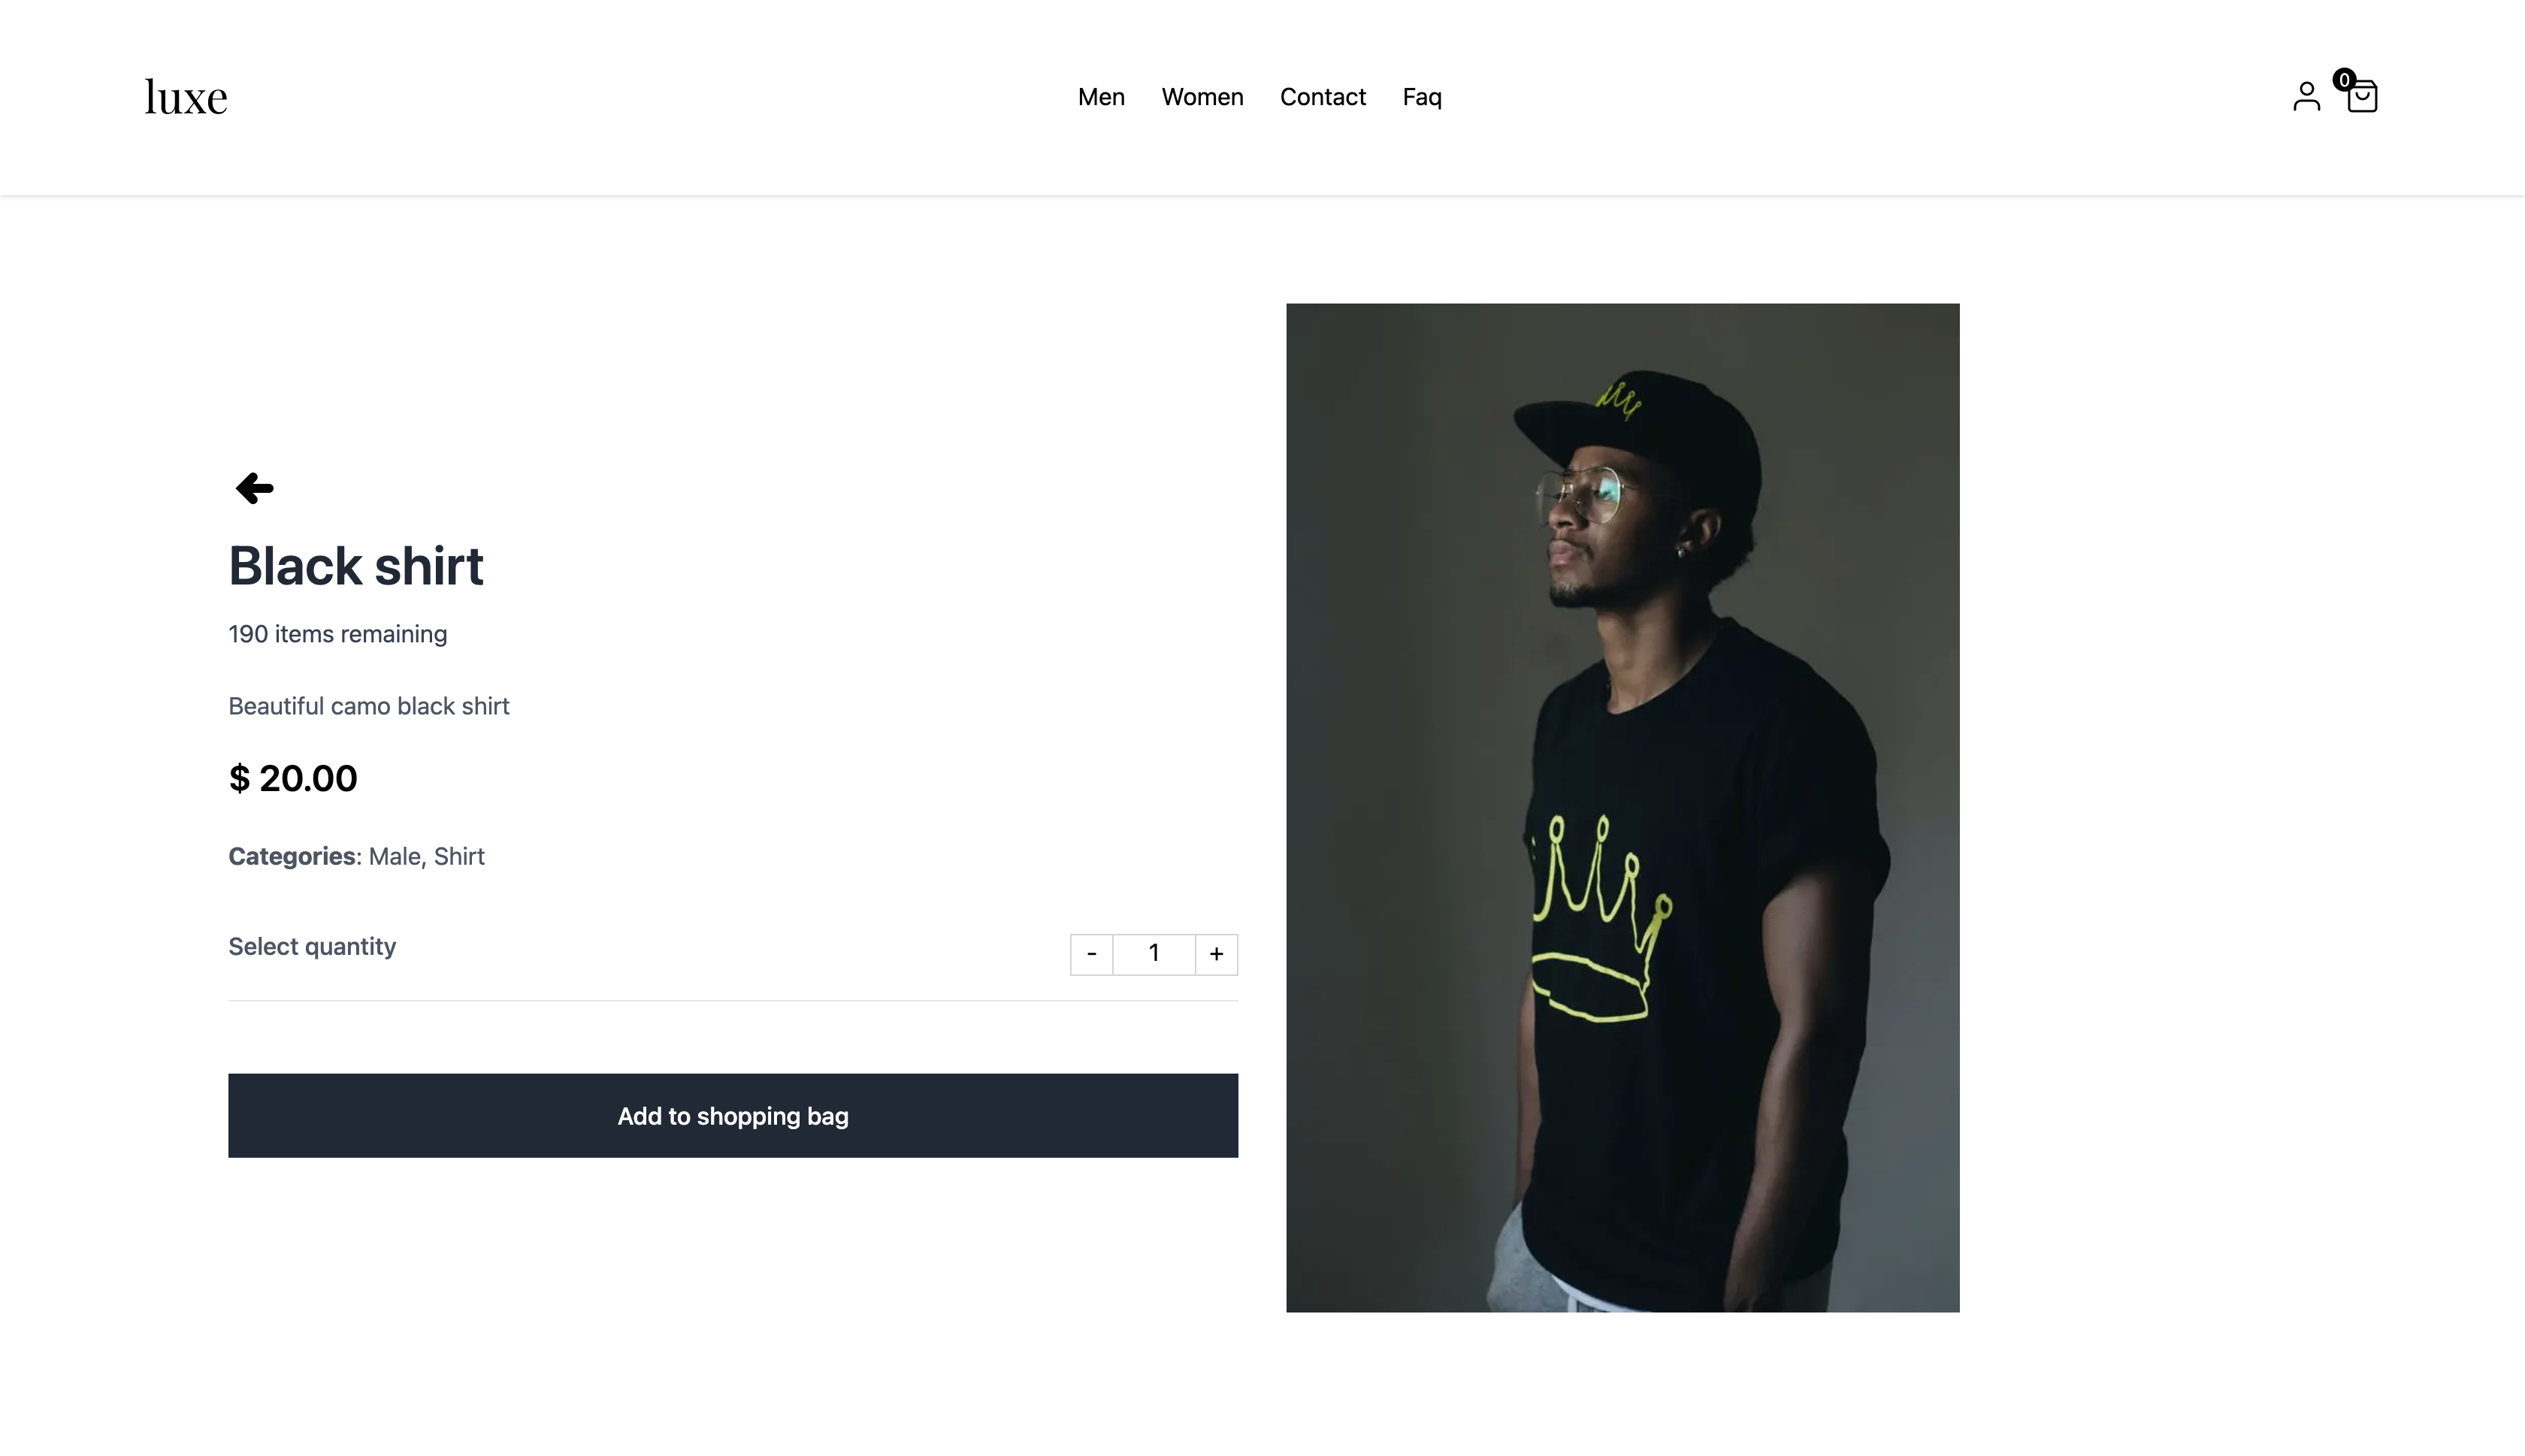 luxe
Men Women Contact Faq
0
Black shirt
190 items remaining
Beautiful camo black shirt
$ 20.00
Categories: Male, Shirt
Select quantity - 1 +
Add to shopping bag